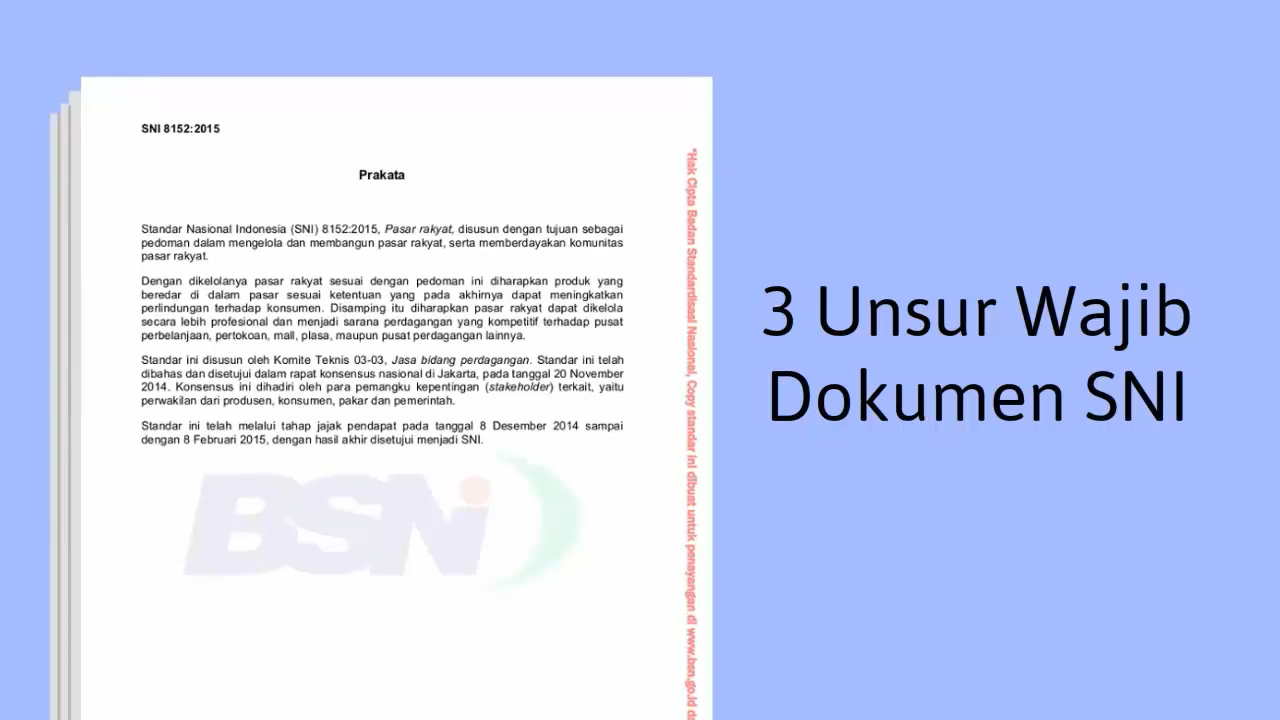 SNI 8152:2015
Prakata
Standar Nasional Indonesia (SNI) 8152:2015, Pasar rakyat, disusun dengan tujuan sebagai
pedoman dalam mengelola dan membangun pasar rakyat, serta memberdayakan komunitas
pasar rakyat.
Dengan dikelolanya pasar rakyat sesuai dengan pedoman ini diharapkan produk yang
beredar di dalam pasar sesuai ketentuan yang pada akhirnya dapat meningkatkan
perlindungan terhadap konsumen. Disamping itu diharapkan pasar rakyat dapat dikelola
secara lebih profesional dan menjadi sarana perdagangan yang kompetitif terhadap pusat
perbelanjaan, pertokoan, mall, plasa, maupun pusat perdagangan lainnya.
Standar ini disusun oleh Komite Teknis 03-03, Jasa bidang perdagangan. Standar ini telah
dibahas dan disetujui dalam rapat konsensus nasional di Jakarta, pada tanggal 20 November
2014. Konsensus ini dihadiri oleh para pemangku kepentingan (stakeholder) terkait, yaitu
perwakilan dari produsen, konsumen, pakar dan pemerintah.
Standar ini telah melalui tahap jajak pendapat pada tanggal 8 Desember 2014 sampai
dengan 8 Februari 2015, dengan hasil akhir disetujui menjadi SNI.
BSN
"Hak Cipta Badan Standardisasi Nasional, Copy standar ini dibuat untuk penayangan di www.bsn.go.id
3 Unsur Wajib
Dokumen SNI